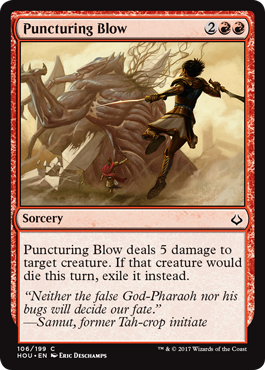 Puncturing Blow 2
Sorcery
Puncturing Blow deals 5 damage to
target creature. If that creature would
die this turn, exile it instead.
“Neither the false God-Pharaoh nor his
bugs will decide our fate.”
—Samut, former Tah-crop initiate
106/199 C
HOU • EN ERIC DESCHAMPS
™ & © 2017 Wizards of the Coast